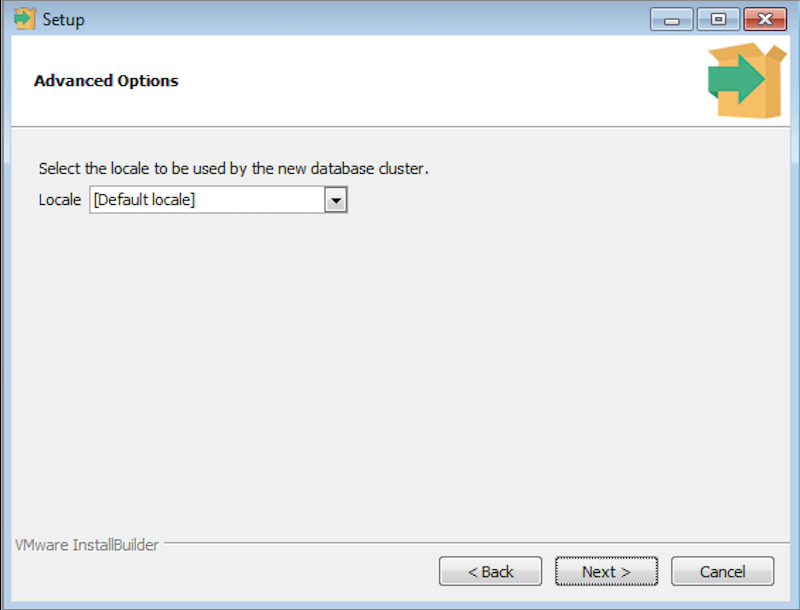 Setup
Advanced Options
Select the locale to be used by the new database cluster.
Locale [Default locale]
VMware InstallBuilder
< Back Next > Cancel